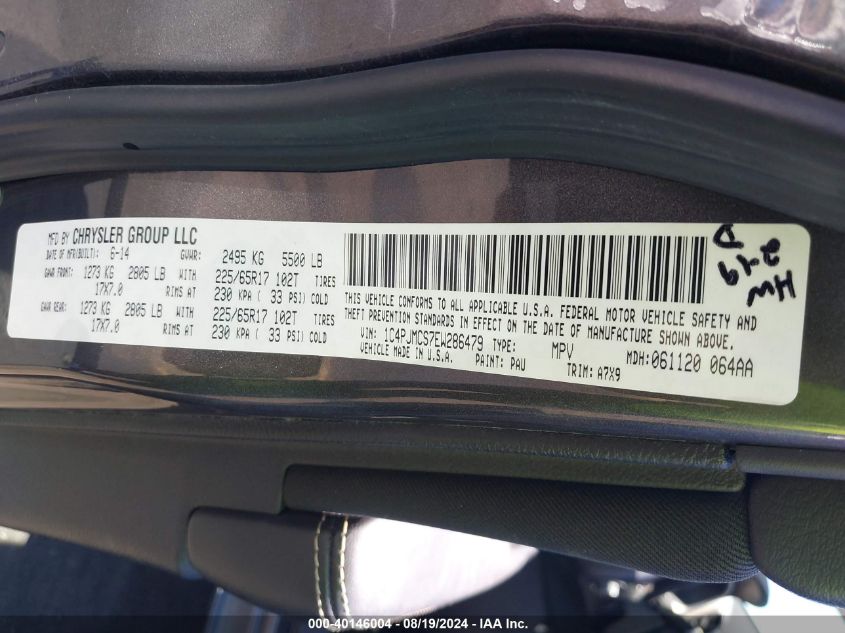 MFD BY CHRYSLER GROUP LLC
DATE OF MFR(BUILT): 6-14 GVWR: 2495 KG 5500 LB
GAWR FRONT: 1273 KG 2805 LB WITH 225/65R17 102T TIRES
17X7.0 RIMS AT 230 KPA ( 33 PSI) COLD
GAWR REAR: 1273 KG 2805 LB WITH 225/65R17 102T TIRES
17X7.0 RIMS AT 230 KPA ( 33 PSI) COLD
THIS VEHICLE CONFORMS TO ALL APPLICABLE U.S.A. FEDERAL MOTOR VEHICLE SAFETY AND
THEFT PREVENTION STANDARDS IN EFFECT ON THE DATE OF MANUFACTURE SHOWN ABOVE.
VIN: 1C4PJMCS7EW286479 TYPE: MPV MDH:061120 064AA
MADE IN U.S.A. PAINT: PAU TRIM: A7X9
D
2-19
HW
000-40146004 - 08/19/2024 - IAA Inc.